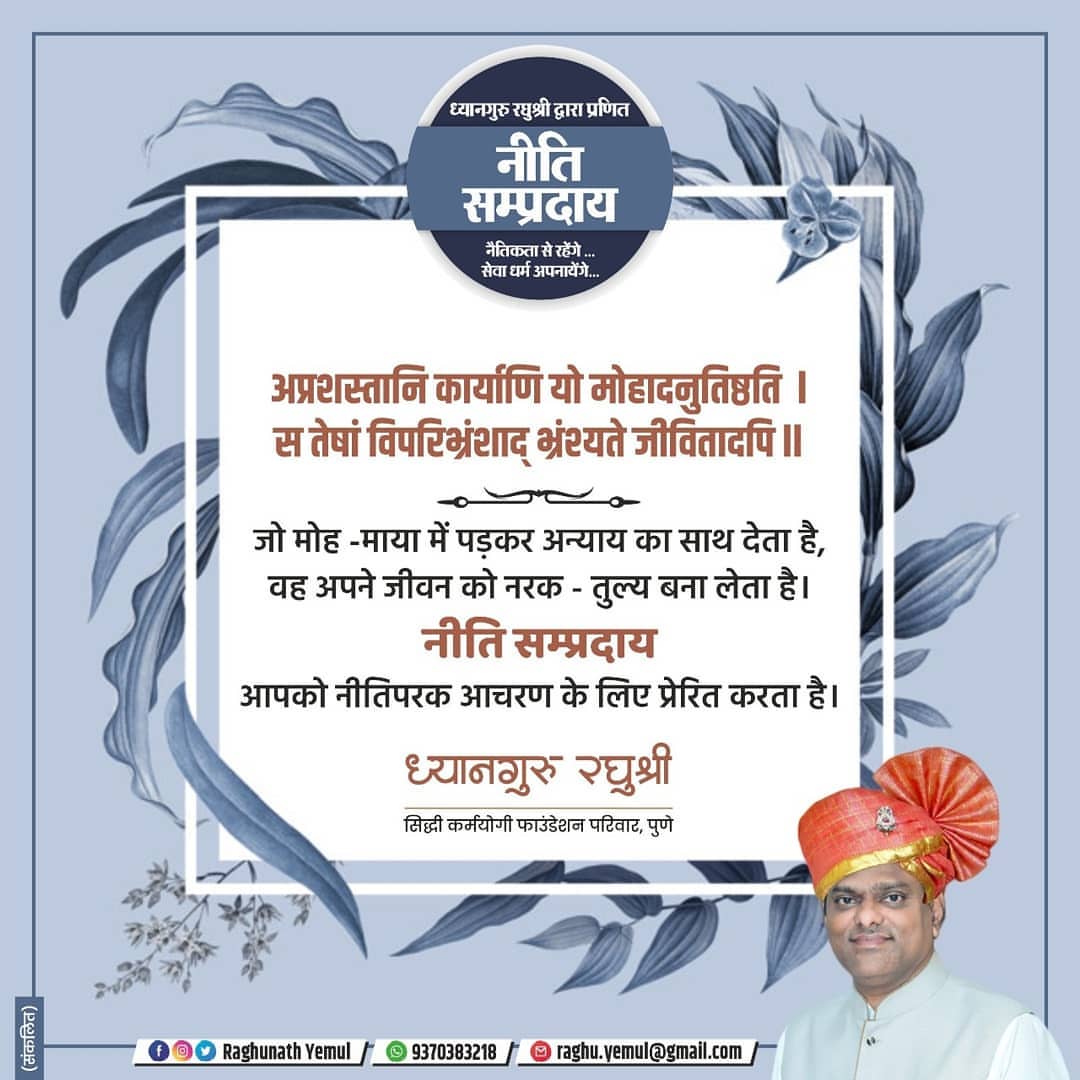 ध्यानगुरु रघुश्री द्वारा प्रणित
नीति
सम्प्रदाय
नैतिकता से रहेंगे ...
सेवा धर्म अपनायेंगे...
अप्रशस्तानि कार्याणि यो मोहादनुतिष्ठति ।
स तेषां विपरिभ्रंशाद् भ्रंश्यते जीवितादपि ॥
जो मोह -माया में पड़कर अन्याय का साथ देता है,
वह अपने जीवन को नरक - तुल्य बना लेता है।
नीति सम्प्रदाय
आपको नीतिपरक आचरण के लिए प्रेरित करता है।
ध्यानगुरु रघुश्री
सिद्धी कर्मयोगी फाउंडेशन परिवार, पुणे
(संकलित)
Raghunath Yemul / 9370383218 / raghu.yemul@gmail.com